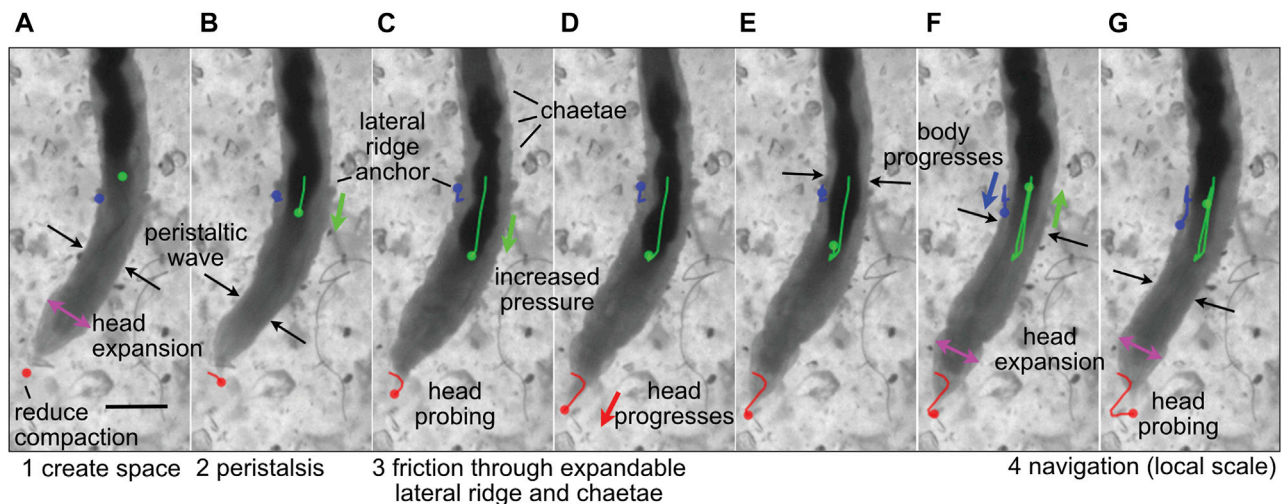 A
B
C
D
E
F
G
peristaltic
wave
head
expansion
reduce
compaction
lateral
ridge
anchor
chaetae
increased
pressure
head
probing
head
progresses
body
progresses
head
expansion
head
probing
1 create space
2 peristalsis
3 friction through expandable
lateral ridge and chaetae
4 navigation (local scale)